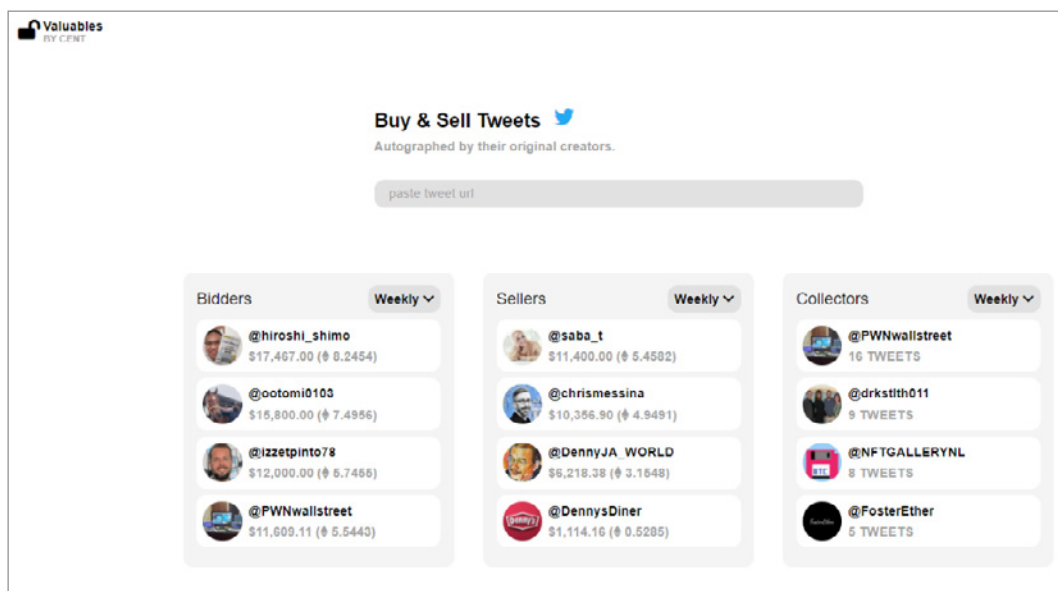 Valuables
BY CENT
Buy & Sell Tweets
Autographed by their original creators.
paste tweet url
Bidders
Weekly
@hiroshi_shimo
$17,467.00 (⧫ 8.2454)
@ootomi0103
$15,800.00 (⧫ 7.4956)
@izzetpinto78
$12,000.00 (⧫ 5.7455)
@PWNwallstreet
$11,609.11 (⧫ 5.5443)
Sellers
Weekly
@saba_t
$11,400.00 (⧫ 5.4582)
@chrismessina
$10,356.90 (⧫ 4.9491)
@DennyJA_WORLD
$6,218.38 (⧫ 3.1548)
Denny's
@DennysDiner
$1,114.16 (⧫ 0.5285)
Collectors
Weekly
@PWNwallstreet
16 TWEETS
@drkstlth011
9 TWEETS
BTC
@NFTGALLERYNL
8 TWEETS
FosterEther
@FosterEther
5 TWEETS